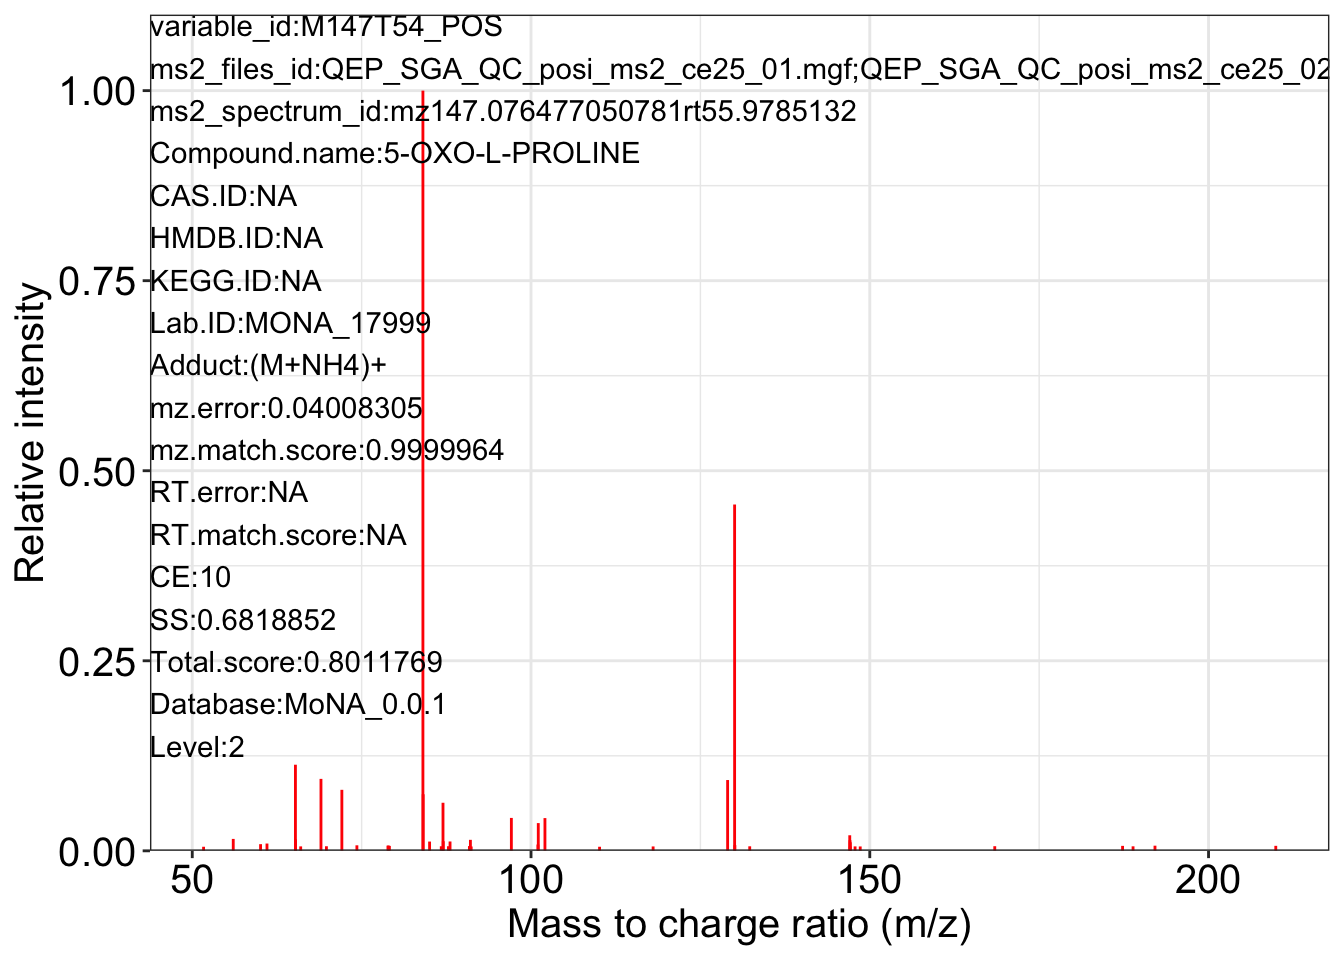 variable_id:M147T54_POS
ms2_files_id:QEP_SGA_QC_posi_ms2_ce25_01.mgf;QEP_SGA_QC_posi_ms2_ce25_02
1.00
ms2_spectrum_id:mz147.076477050781rt55.9785132
Compound.name:5-OXO-L-PROLINE
CAS.ID:NA
HMDB.ID:NA
0.75
KEGG.ID:NA
Lab.ID:MONA_17999
Adduct:(M+NH4)+
mz.error:0.04008305
mz.match.score:0.9999964
0.50
RT.error:NA
RT.match.score:NA
CE:10
SS:0.6818852
0.25
Total.score:0.8011769
Database:MoNA_0.0.1
Level:2
0.00
Relative intensity
50 100 150 200
Mass to charge ratio (m/z)